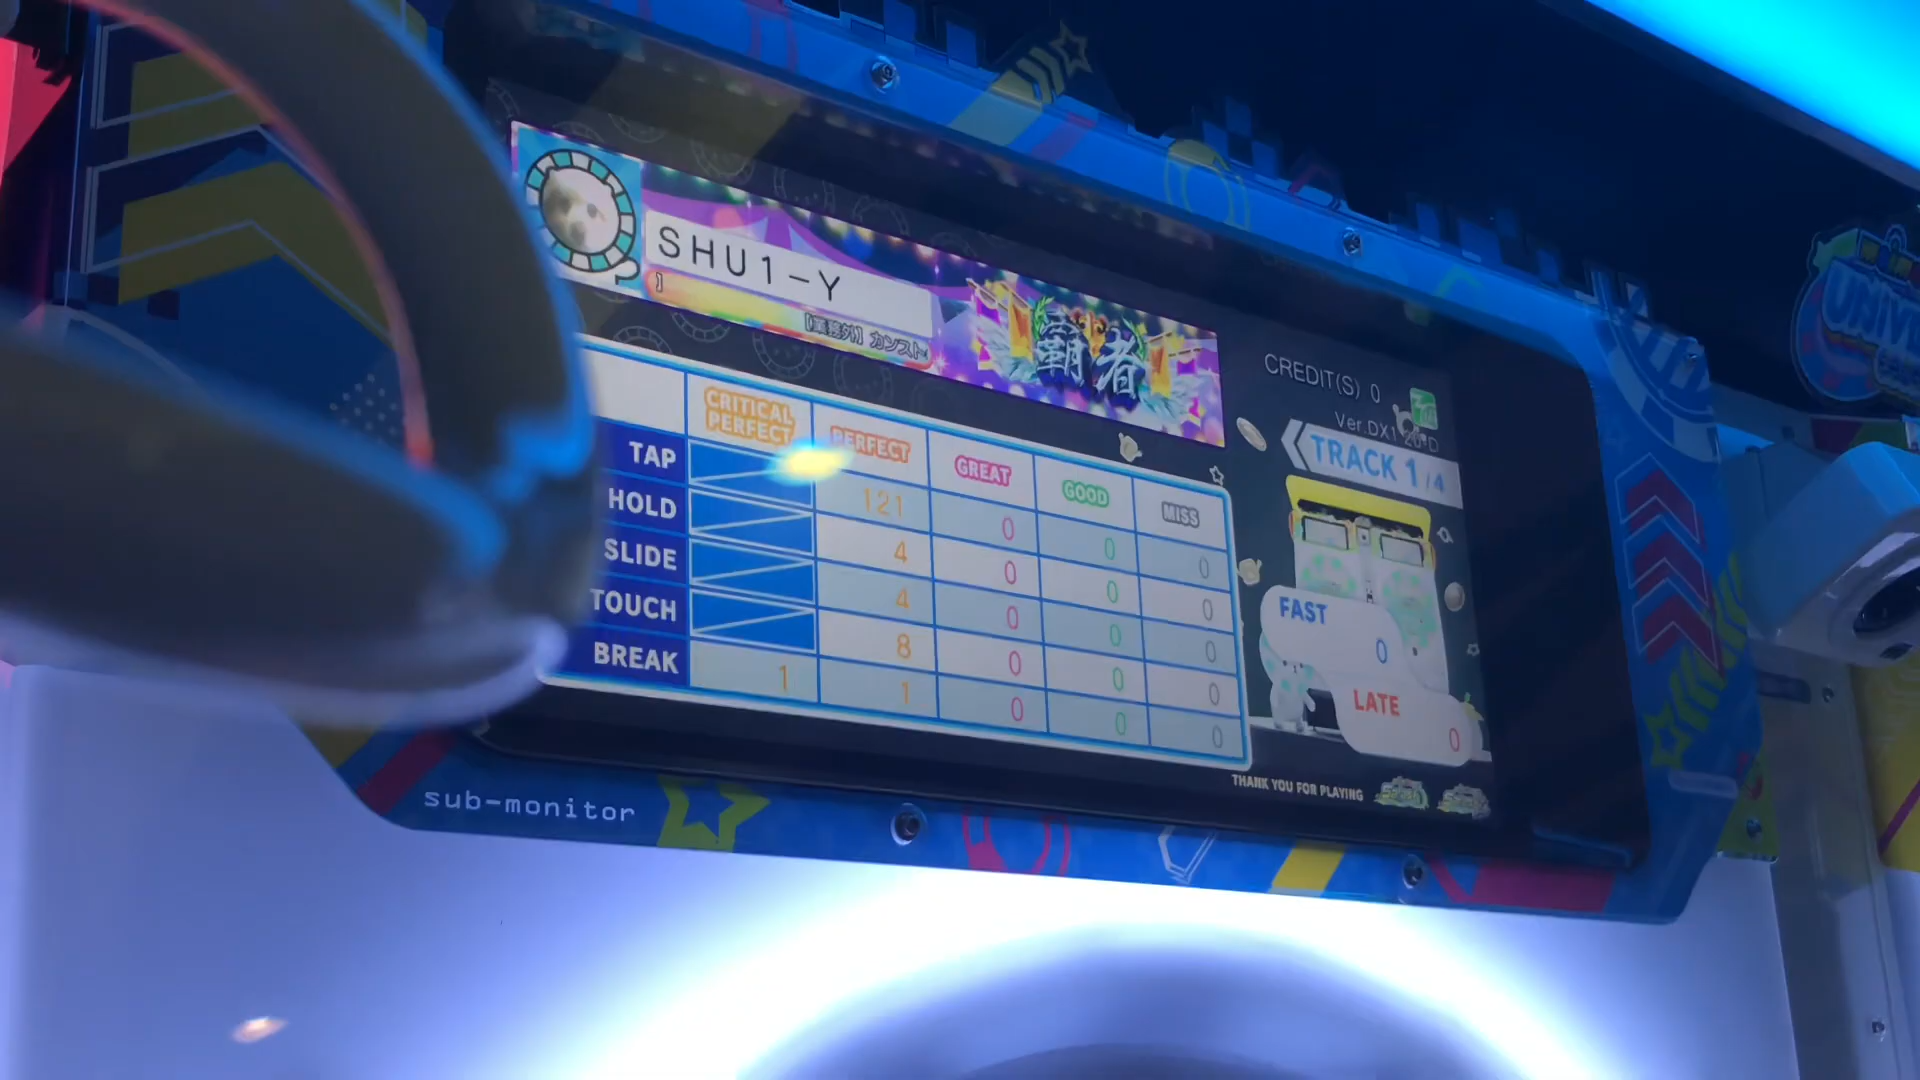 SHU1-Y
【業務外】カンスト
覇者
CREDIT(S) 0
TRACK 1/4
CRITICAL PERFECT
PERFECT
GREAT
GOOD
MISS
TAP 121 0 0 0
HOLD 4 0 0 0
SLIDE 4 0 0 0
TOUCH 8 0 0 0
BREAK 1 1 0 0 0
FAST
0
LATE
0
THANK YOU FOR PLAYING
sub-monitor